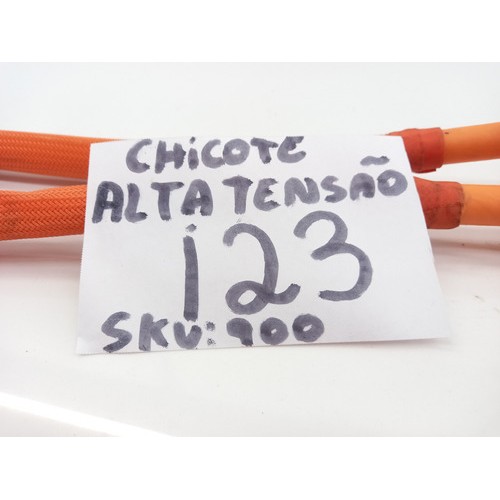 CHiCOTE
ALTA TENSÃO
123
SKU: 900